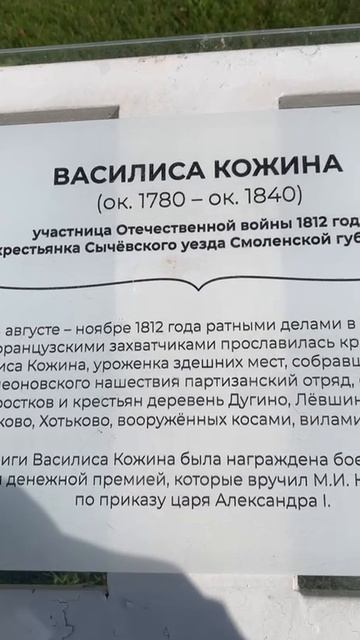 ВАСИЛИСА КОЖИНА
(ок. 1780 – ок. 1840)
участница Отечественной войны 1812 год
крестьянка Сычёвского уезда Смоленской губ
августе – ноябре 1812 года ратными делами в
французскими захватчиками прославилась кр
иса Кожина, уроженка здешних мест, собравш
леоновского нашествия партизанский отряд,
ростков и крестьян деревень Дугино, Лёвшин
ково, Хотьково, вооружённых косами, вилами
иги Василиса Кожина была награждена бое
денежной премией, которые вручил М.И.
по приказу царя Александра I.